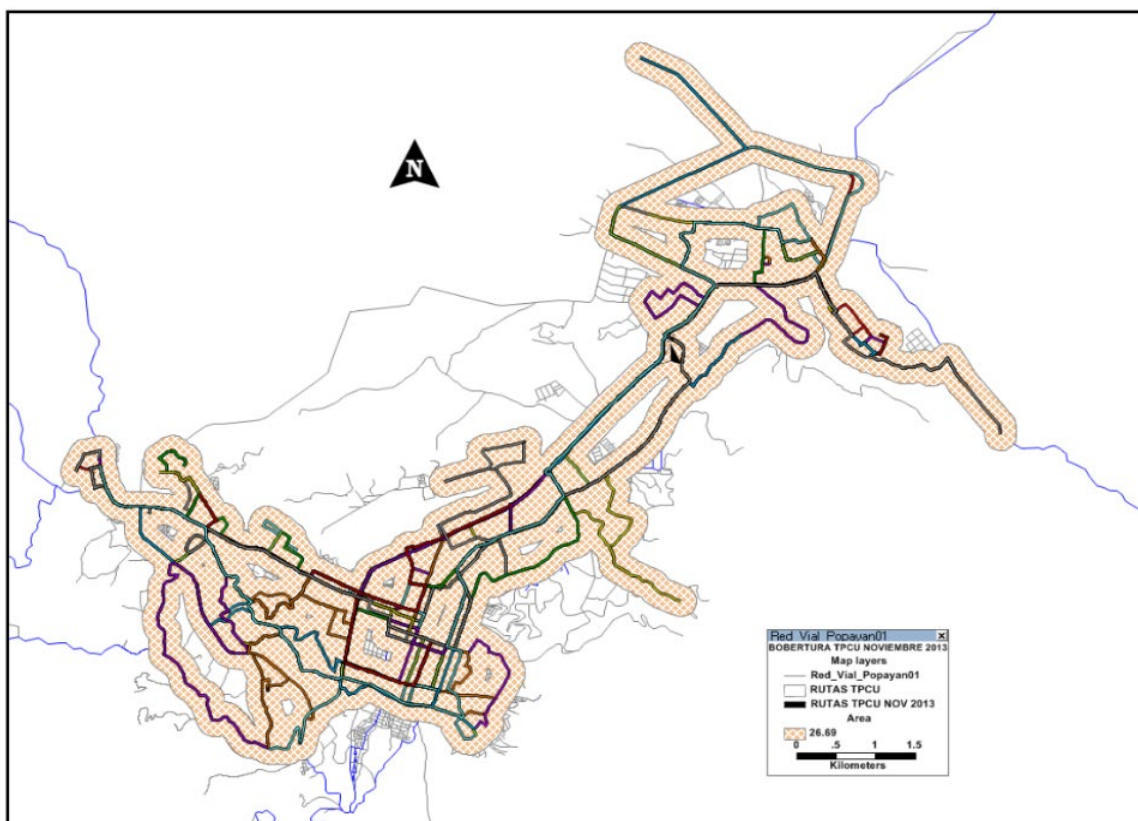 N
Red_Vial_Popayan01
BOBERTURA TPCU NOVIEMBRE 2013
Map layers
Red_Vial_Popayan01
RUTAS TPCU
RUTAS TPCU NOV 2013
Area
26.69
0 .5 1 1.5
Kilometers